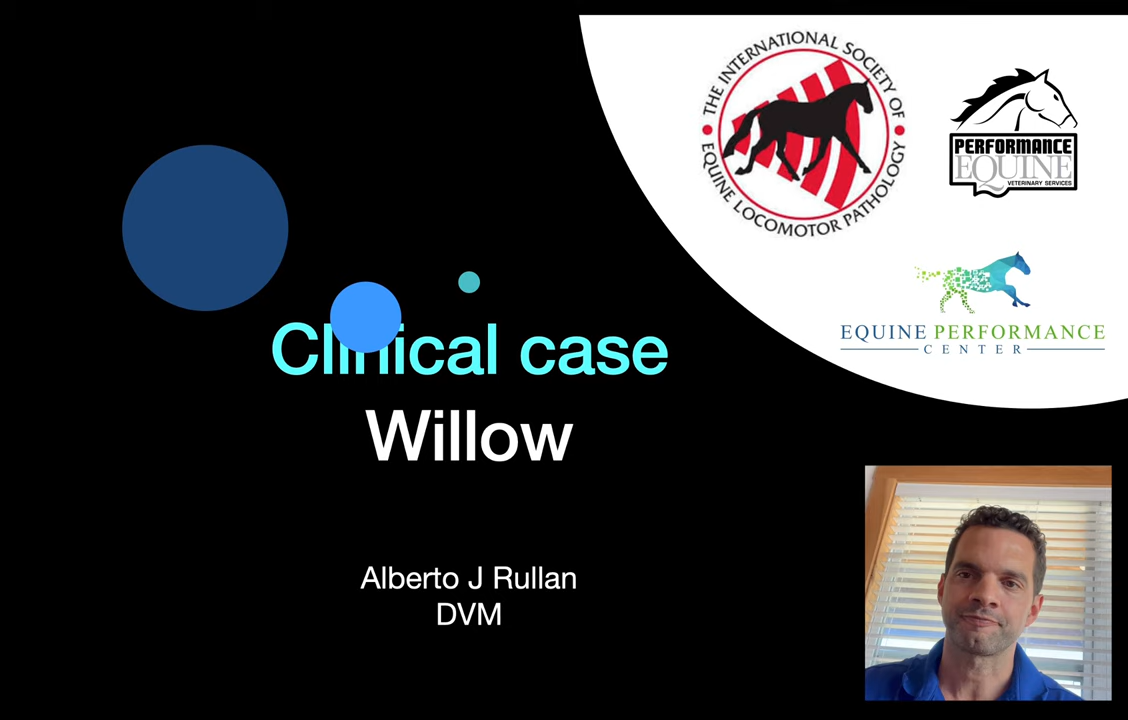 THE INTERNATIONAL SOCIETY OF
EQUINE LOCOMOTOR PATHOLOGY
PERFORMANCE
EQUINE
VETERINARY SERVICES
EQUINE PERFORMANCE
CENTER
Clinical case
Willow
Alberto J Rullan
DVM